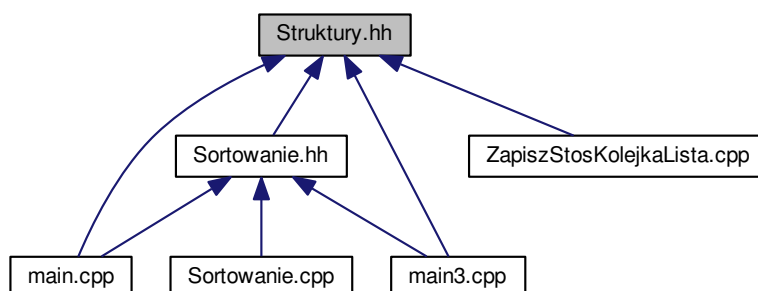 Struktury.hh
Sortowanie.hh
ZapiszStosKolejkaLista.cpp
main.cpp
Sortowanie.cpp
main3.cpp